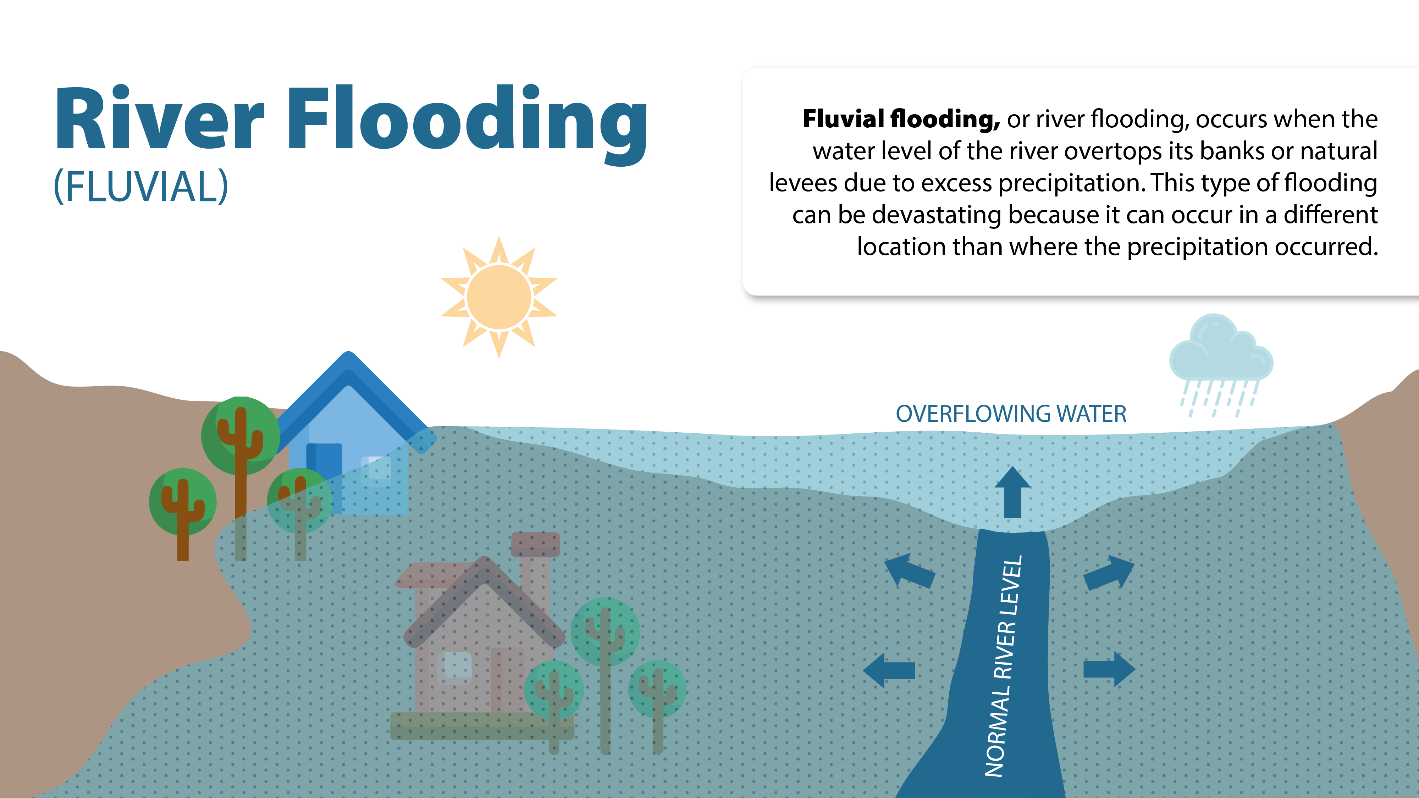 River Flooding
(FLUVIAL)
Fluvial flooding, or river flooding, occurs when the
water level of the river overtops its banks or natural
levees due to excess precipitation. This type of flooding
can be devastating because it can occur in a different
location than where the precipitation occurred.
OVERFLOWING WATER
NORMAL RIVER LEVEL